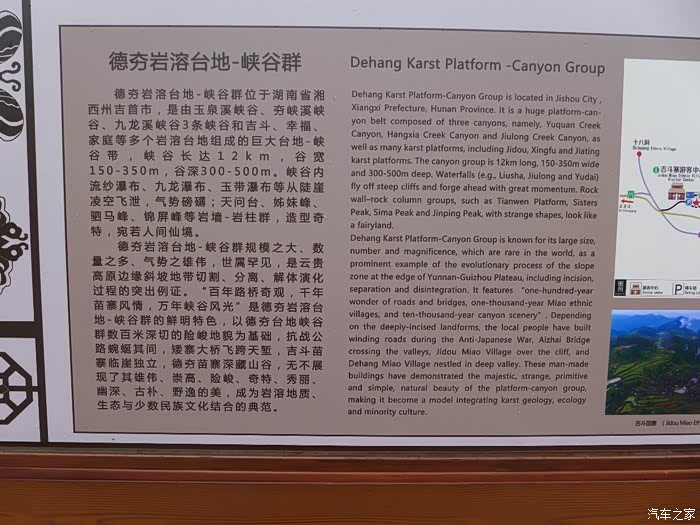 德夯岩溶台地-峡谷群
德夯岩溶台地-峡谷群位于湖南省湘
西州吉首市，是由玉泉溪峡谷、夯峡溪峡
谷、九龙溪峡谷3条峡谷和吉斗、幸福、
家庭等多个岩溶台地组成的巨大台地-峡
谷带，峡谷长达12km，谷宽
150-350m，谷深300-500m。峡谷内
流纱瀑布、九龙瀑布、玉带瀑布等从陡崖
凌空飞泄，气势磅礴；天问台、姊妹峰、
驷马峰、锦屏峰等岩墙-岩柱群，造型奇
特，宛若人间仙境。
德夯岩溶台地-峡谷群规模之大、数
量之多、气势之雄伟，世属罕见，是云贵
高原边缘斜坡地带切割、分离、解体演化
过程的突出例证。“百年路桥奇观，千年
苗寨风情，万年峡谷风光”是德夯岩溶台
地-峡谷群的鲜明特色，以德夯台地峡谷
群数百米深切的险峻地貌为基础，抗战公
路蜿蜒其间，矮寨大桥飞跨天堑，吉斗苗
寨临崖独立，德夯苗寨深藏山谷，无不展
现了其雄伟、崇高、险峻、奇特、秀丽、
幽深、古朴、野逸的美，成为岩溶地质、
生态与少数民族文化结合的典范。
Dehang Karst Platform -Canyon Group
Dehang Karst Platform-Canyon Group is located in Jishou City ,
Xiangxi Prefecture, Hunan Province. It is a huge platform-can-
yon belt composed of three canyons, namely, Yuquan Creek
Canyon, Hangxia Creek Canyon and Jiulong Creek Canyon, as
well as many karst platforms, including Jidou, Xingfu and Jiating
karst platforms. The canyon group is 12km long, 150-350m wide
and 300-500m deep. Waterfalls (e.g., Liusha, Jiulong and Yudai)
fly off steep cliffs and forge ahead with great momentum. Rock
wall–rock column groups, such as Tianwen Platform, Sisters
Peak, Sima Peak and Jinping Peak, with strange shapes, look like
a fairyland.
Dehang Karst Platform-Canyon Group is known for its large size,
number and magnificence, which are rare in the world, as a
prominent example of the evolutionary process of the slope
zone at the edge of Yunnan-Guizhou Plateau, including incision,
separation and disintegration. It features “one-hundred-year
wonder of roads and bridges, one-thousand-year Miao ethnic
villages, and ten-thousand-year canyon scenery” . Depending
on the deeply-incised landforms, the local people have built
winding roads during the Anti-Japanese War, Aizhai Bridge
crossing the valleys, Jidou Miao Village over the cliff, and
Dehang Miao Village nestled in deep valley. These man-made
buildings have demonstrated the majestic, strange, primitive
and simple, natural beauty of the platform-canyon group,
making it become a model integrating karst geology, ecology
and minority culture.
十八洞
吉斗寨游客中心
Visitor Center
游客中心
停车场
吉斗苗寨 （Jidou Miao Eth
汽车之家